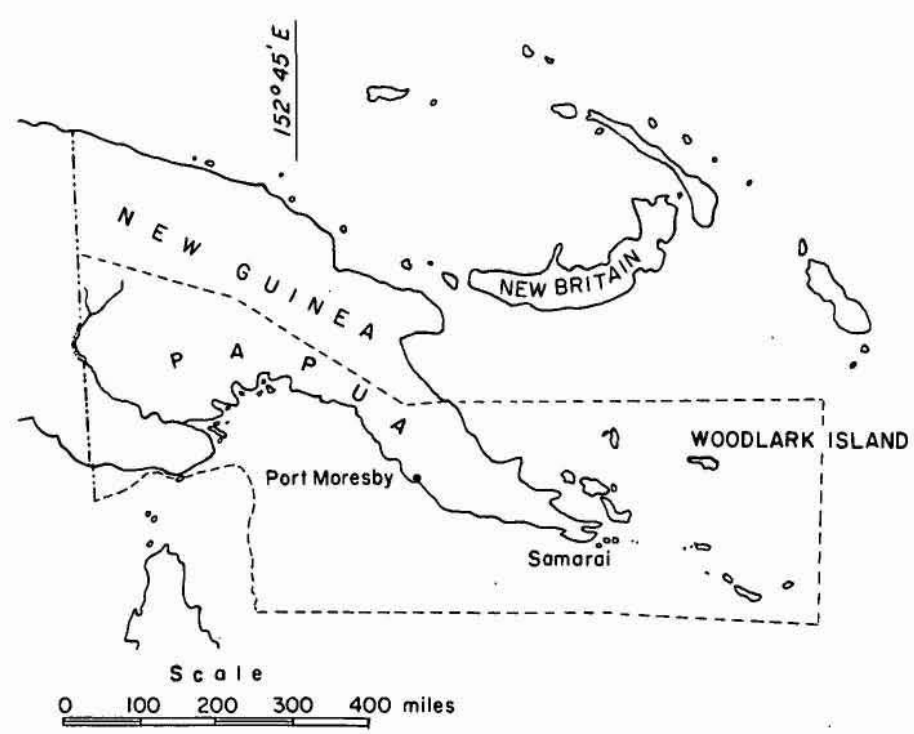 152°45' E
NEW GUINEA
NEW BRITAIN
PAPUA
WOODLARK ISLAND
Port Moresby
Samarai
Scale
0 100 200 300 400 miles